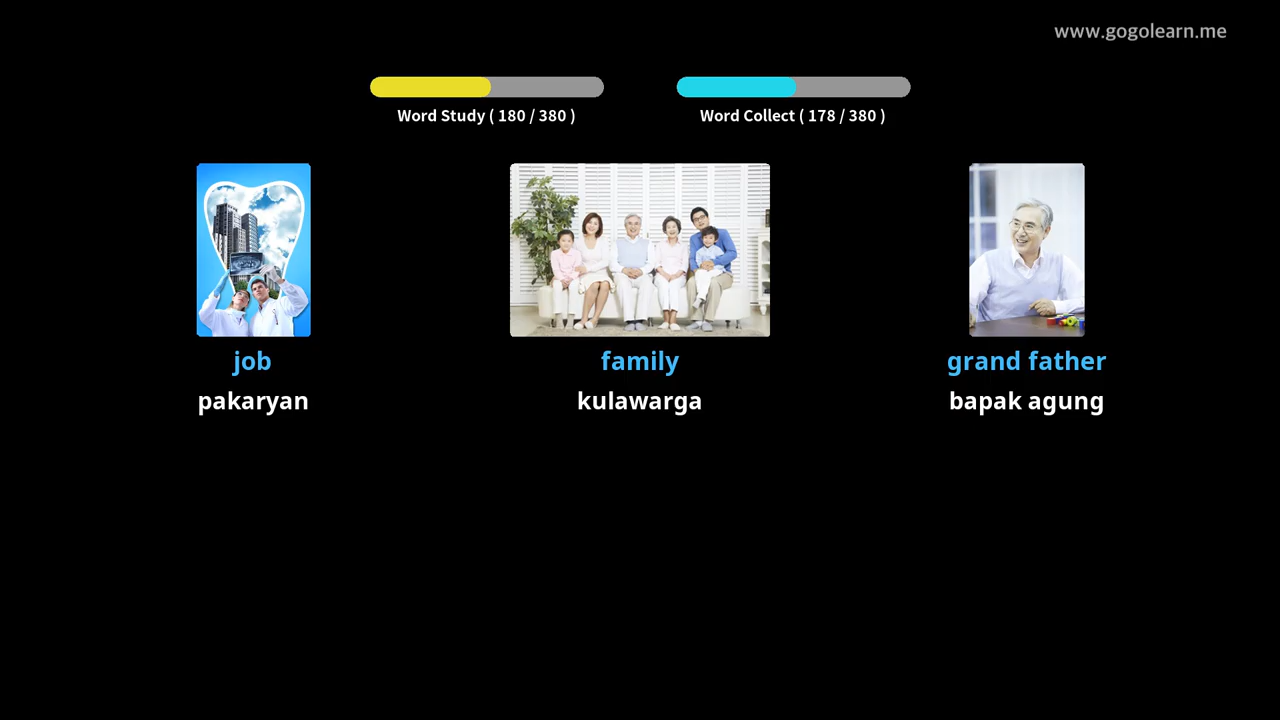 www.gogolearn.me
Word Study ( 180 / 380 )
Word Collect ( 178 / 380 )
job
family
grand father
pakaryan
kulawarga
bapak agung